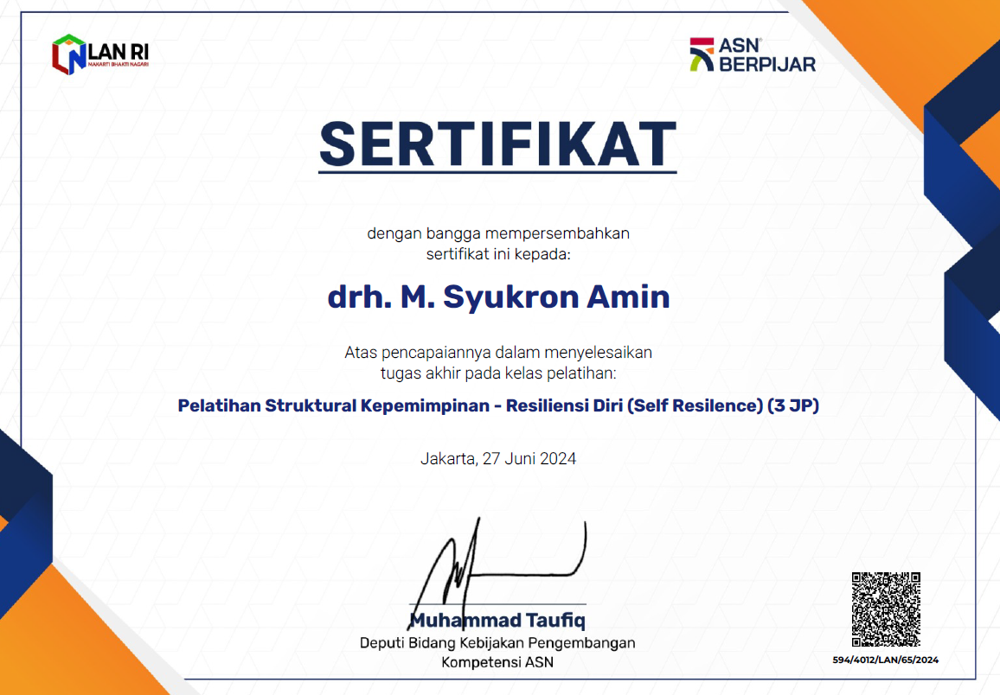 LAN RI
MAKARTI BHAKTI NAGARI
ASN
BERPIJAR
SERTIFIKAT
dengan bangga mempersembahkan
sertifikat ini kepada:
drh. M. Syukron Amin
Atas pencapaiannya dalam menyelesaikan
tugas akhir pada kelas pelatihan:
Pelatihan Struktural Kepemimpinan - Resiliensi Diri (Self Resilence) (3 JP)
Jakarta, 27 Juni 2024
Muhammad Taufiq
Deputi Bidang Kebijakan Pengembangan
Kompetensi ASN
594/4012/LAN/65/2024